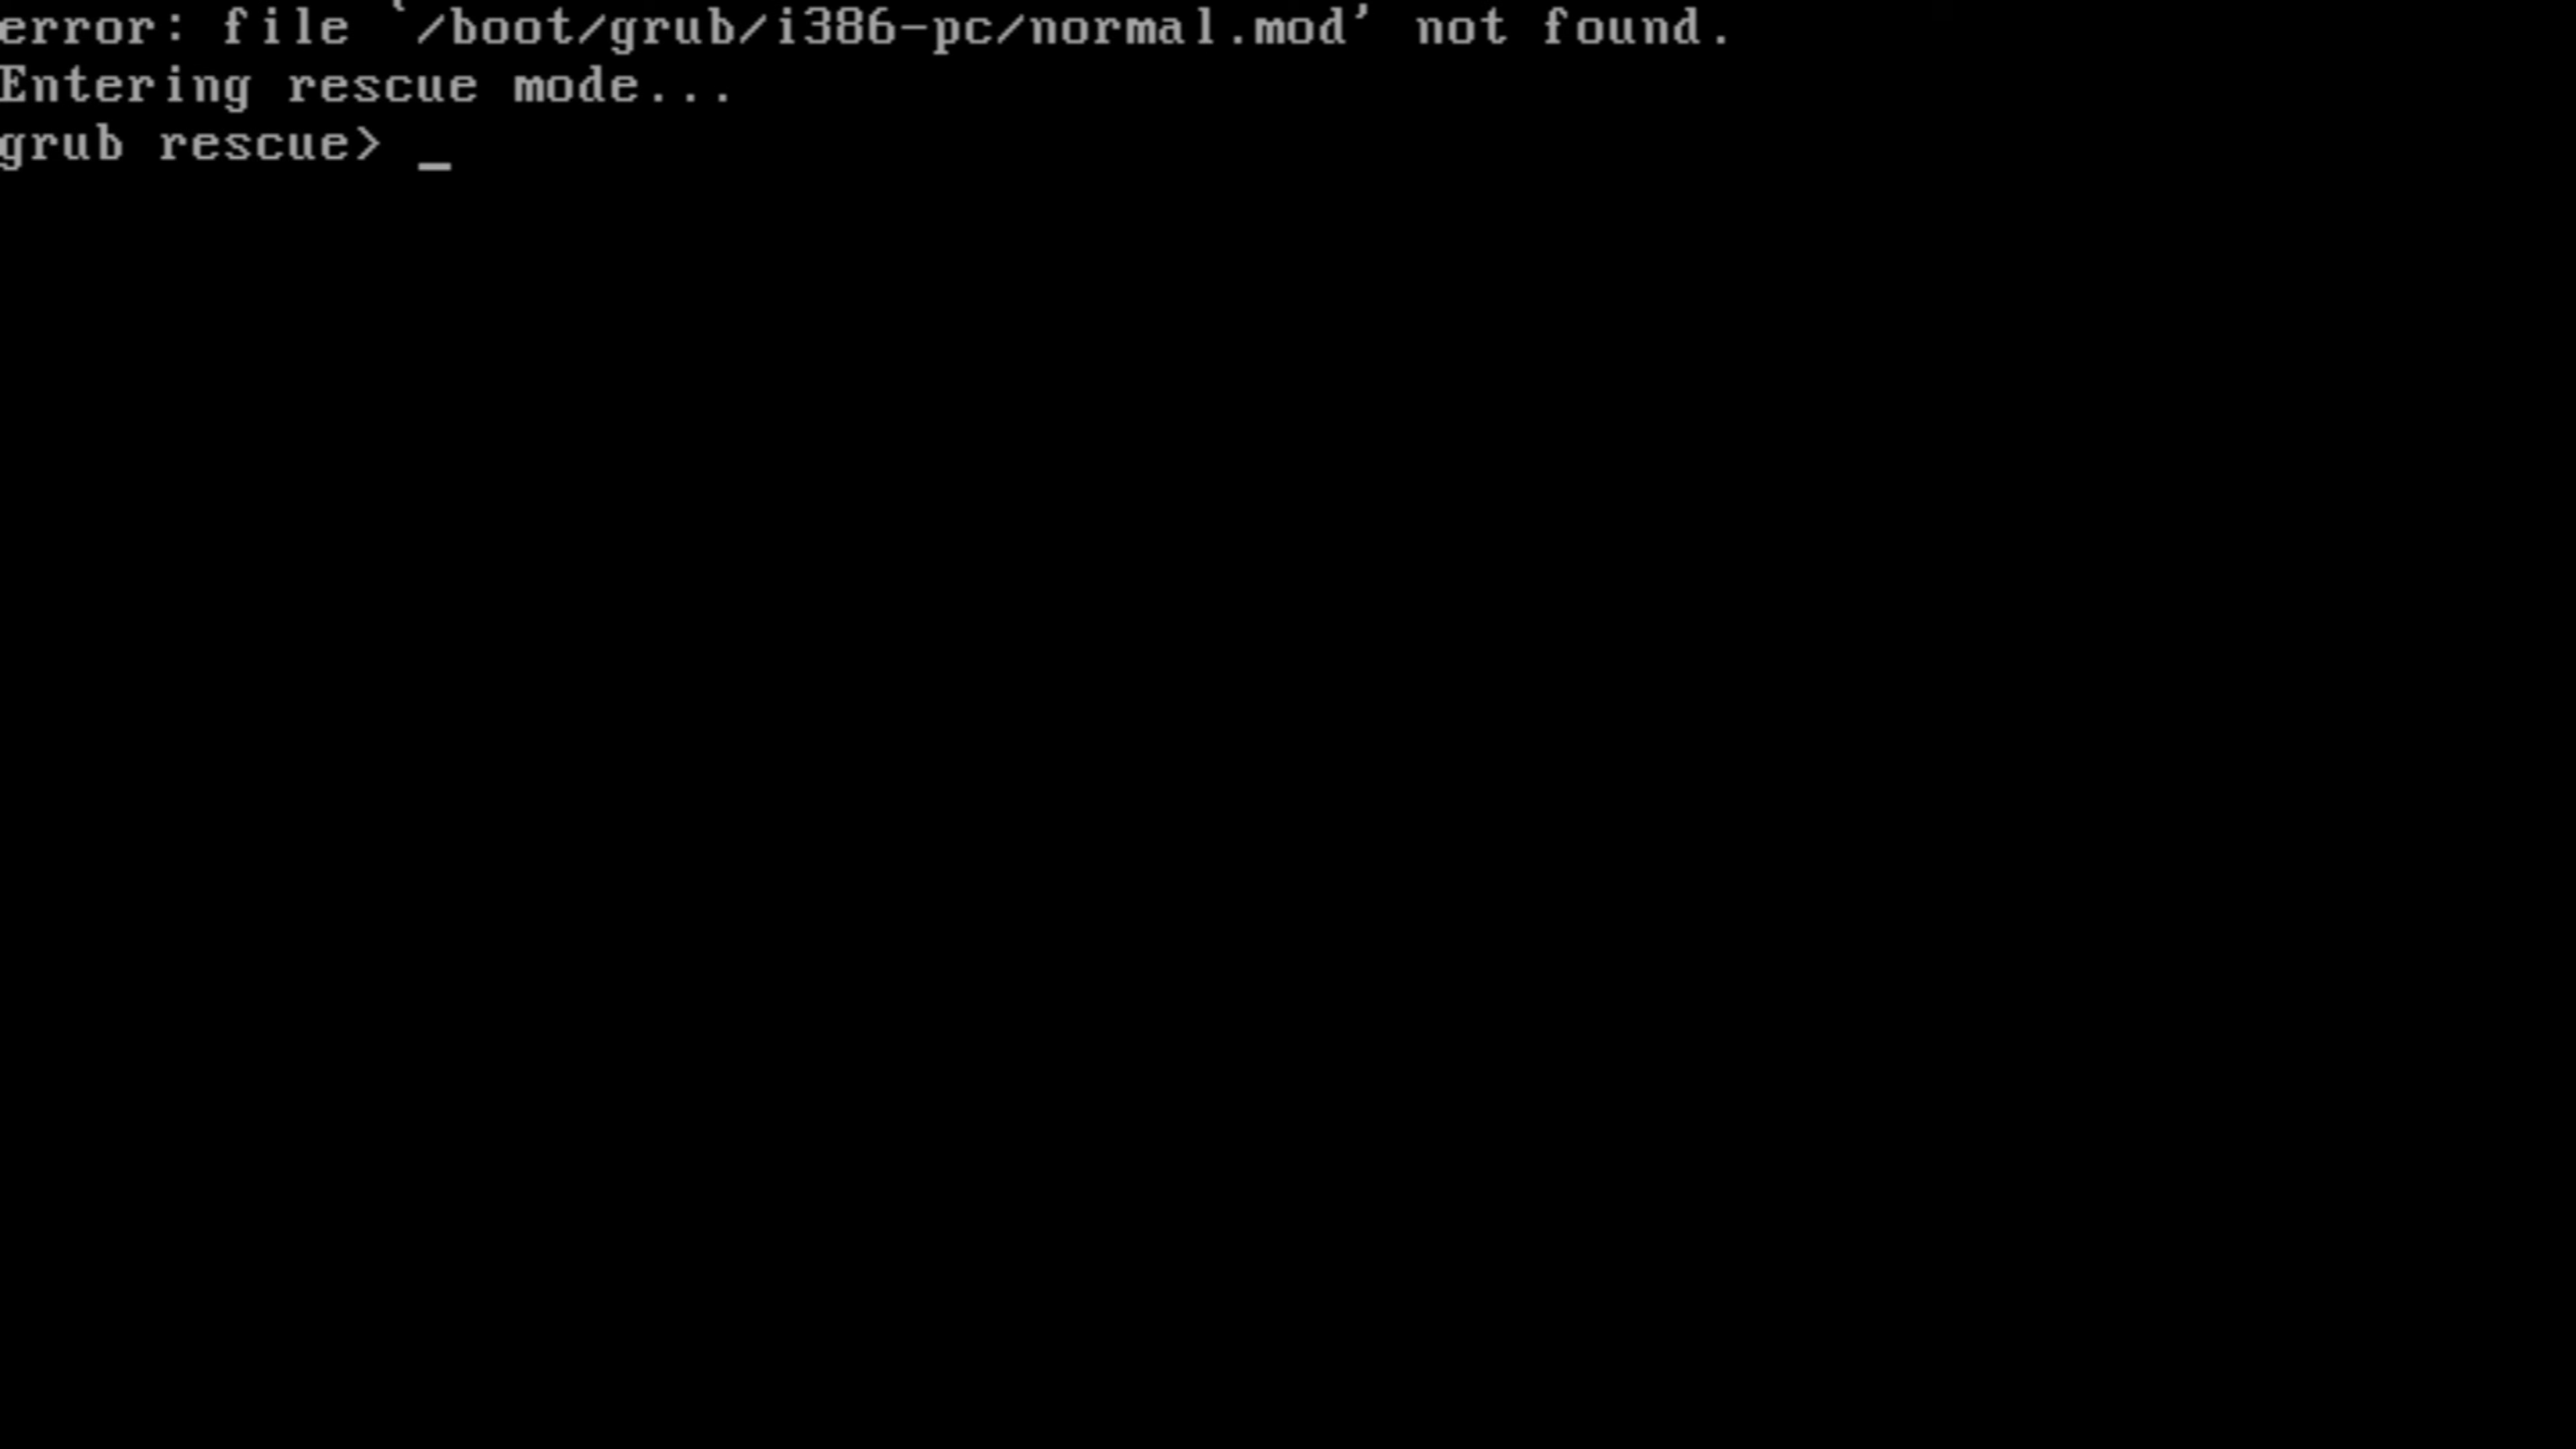 error: file `/boot/grub/i386-pc/normal.mod' not found.
Entering rescue mode...
grub rescue> _